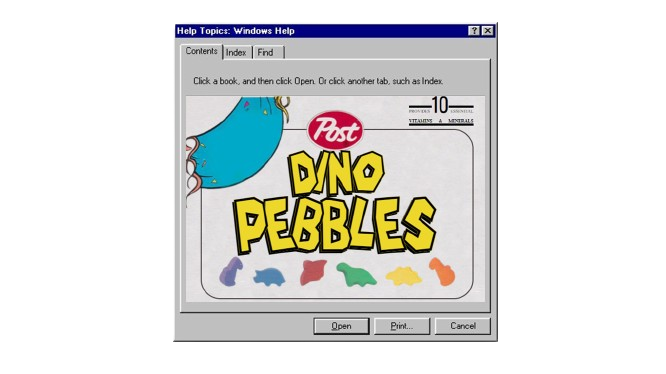 Help Topics: Windows Help
Contents Index Find
Click a book, and then click Open. Or click another tab, such as Index.
PROVIDES 10 ESSENTIAL
VITAMINS & MINERALS
Post
DINO
PEBBLES
Open Print... Cancel